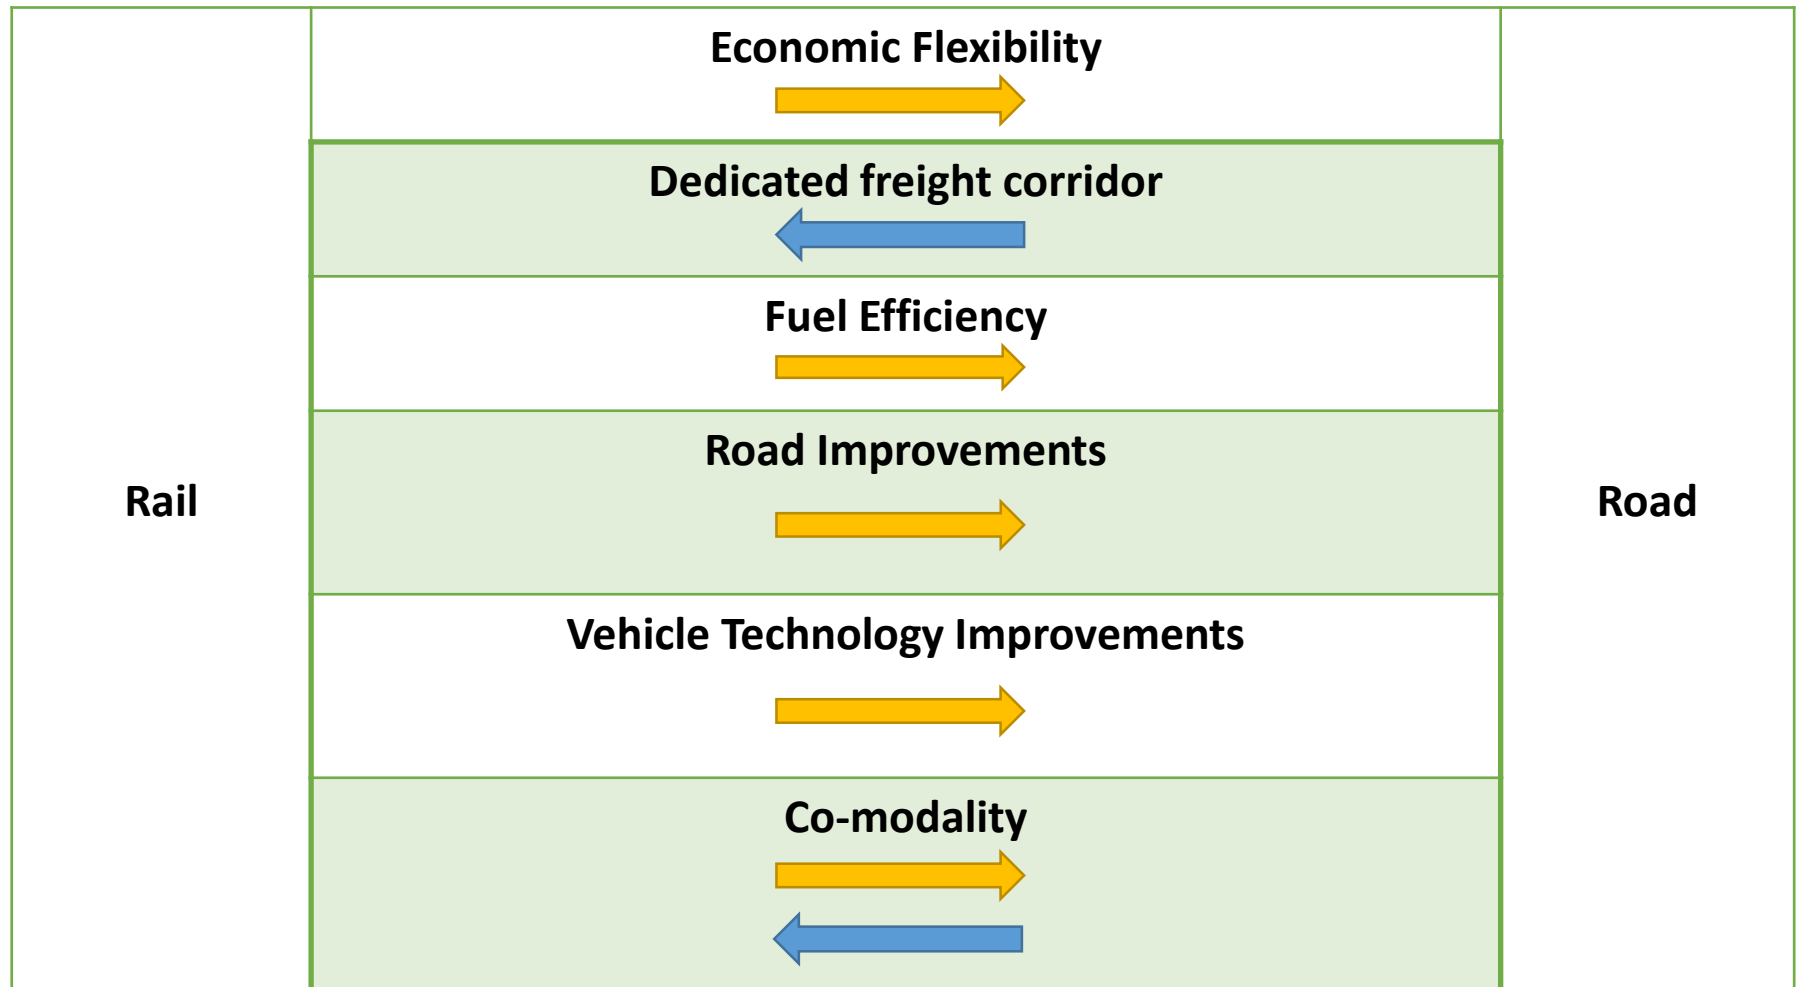 Economic Flexibility
Dedicated freight corridor
Fuel Efficiency
Road Improvements
Rail
Road
Vehicle Technology Improvements
Co-modality